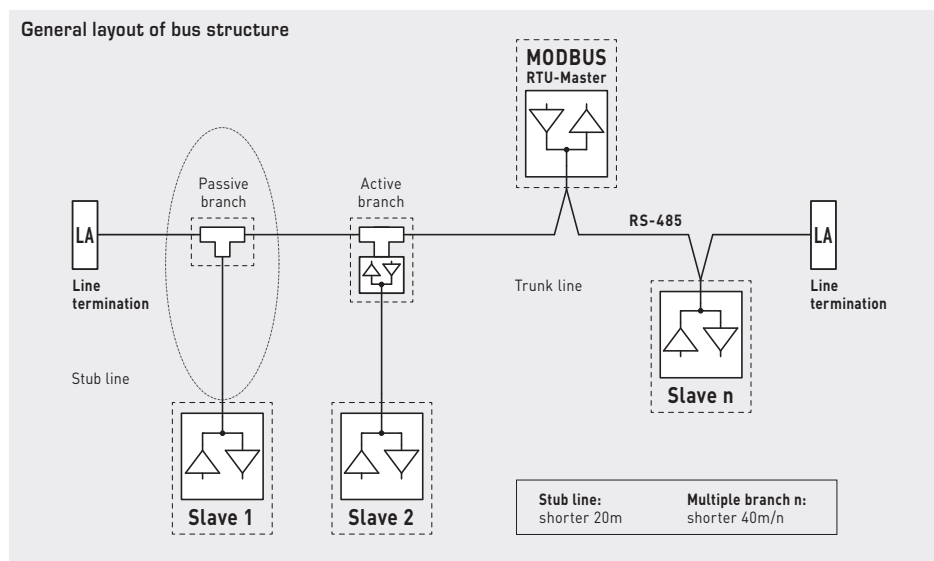 General layout of bus structure
MODBUS
RTU-Master
Passive
branch
Active
branch
RS-485
LA
LA
Line
termination
Trunk line
Line
termination
Stub line
Slave n
Slave 1
Slave 2
Stub line:
shorter 20m
Multiple branch n:
shorter 40m/n